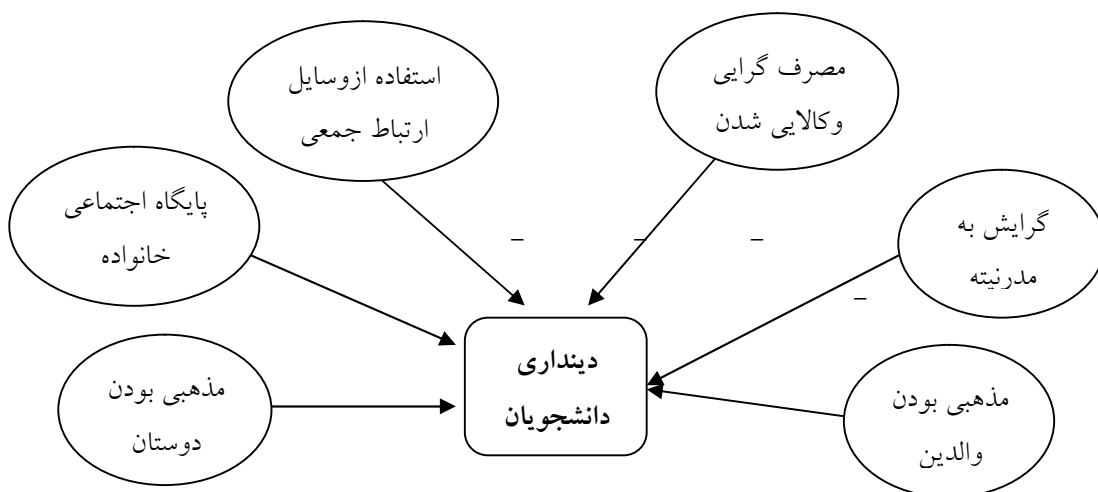 مصرف گرایی
وکالایی شدن
استفاده ازوسایل
ارتباط جمعی
گرایش به
مدرنیته
پایگاه اجتماعی
خانواده
–
–
–
–
دینداری
دانشجویان
مذهبی بودن
والدین
مذهبی بودن
دوستان